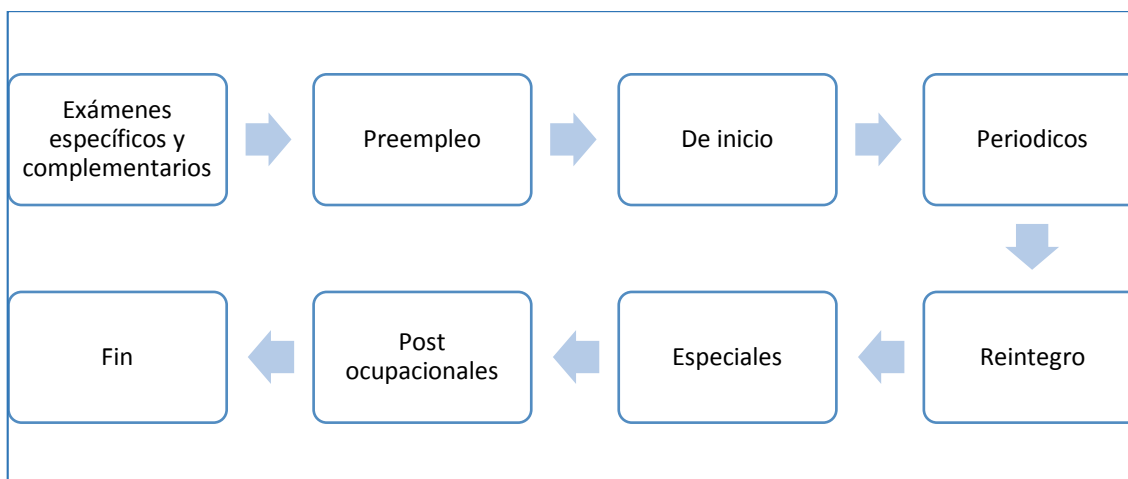 Exámenes
específicos y
complementarios
Preempleo
De inicio
Periodicos
Reintegro
Especiales
Post
ocupacionales
Fin